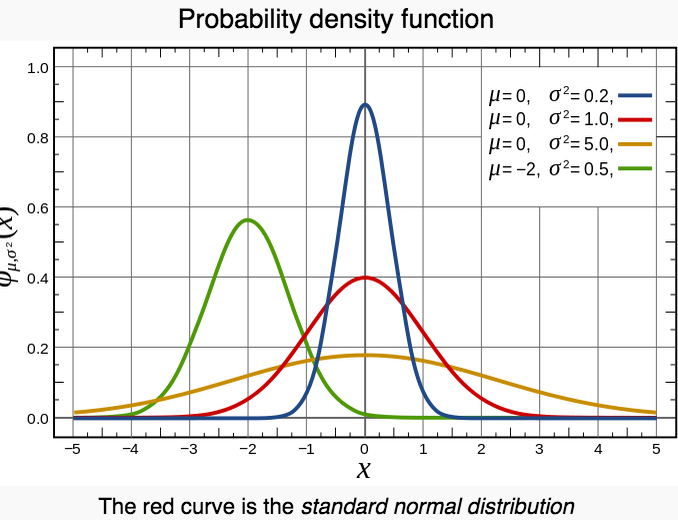 Probability density function
μ=0, σ²=0.2,
μ=0, σ²=1.0,
μ=0, σ²=5.0,
μ=−2, σ²=0.5,
φμ,σ²(x)
1.0
0.8
0.6
0.4
0.2
0.0
−5 −4 −3 −2 −1 0 1 2 3 4 5
x
The red curve is the standard normal distribution